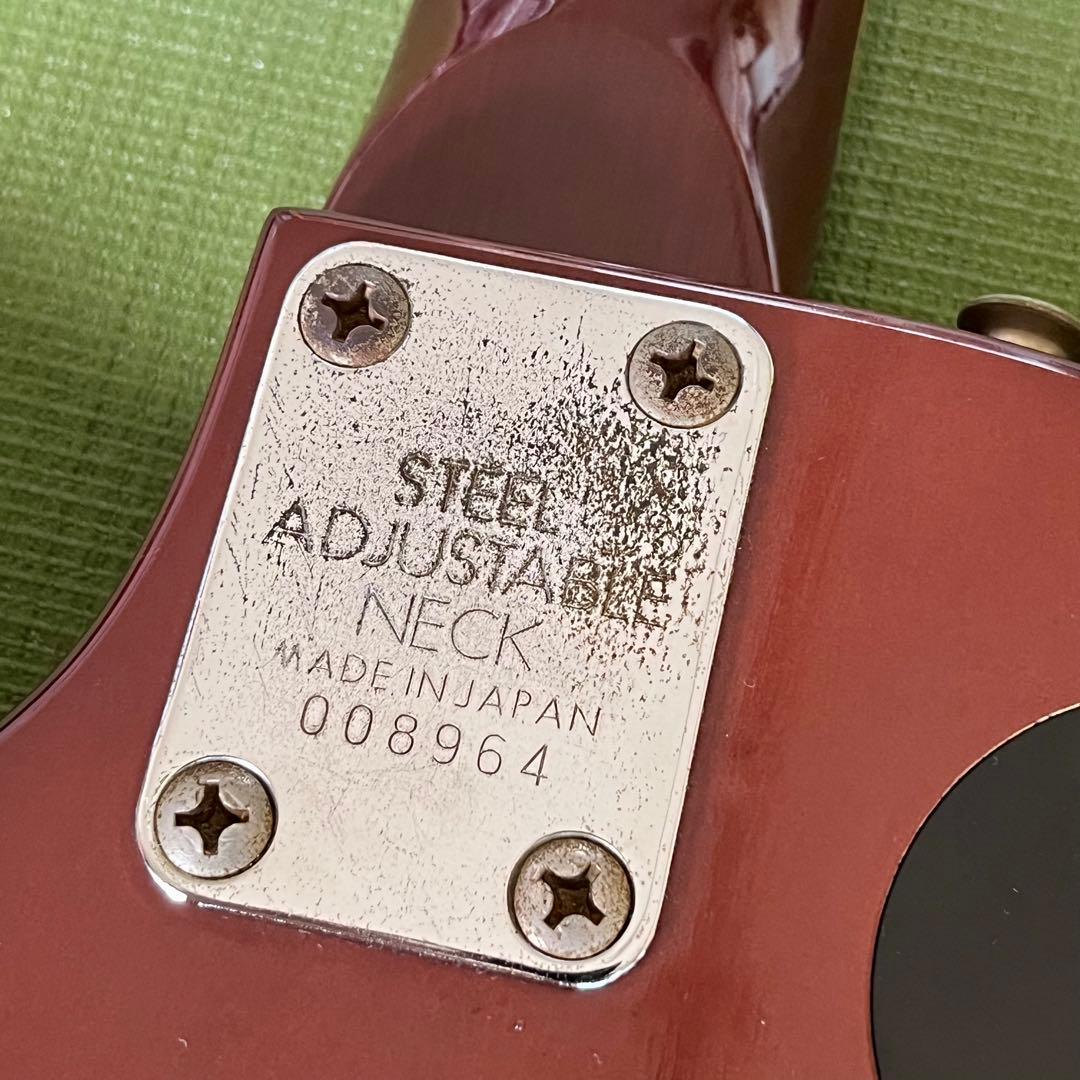 STEEL
ADJUSTABLE
NECK
MADE IN JAPAN
008964